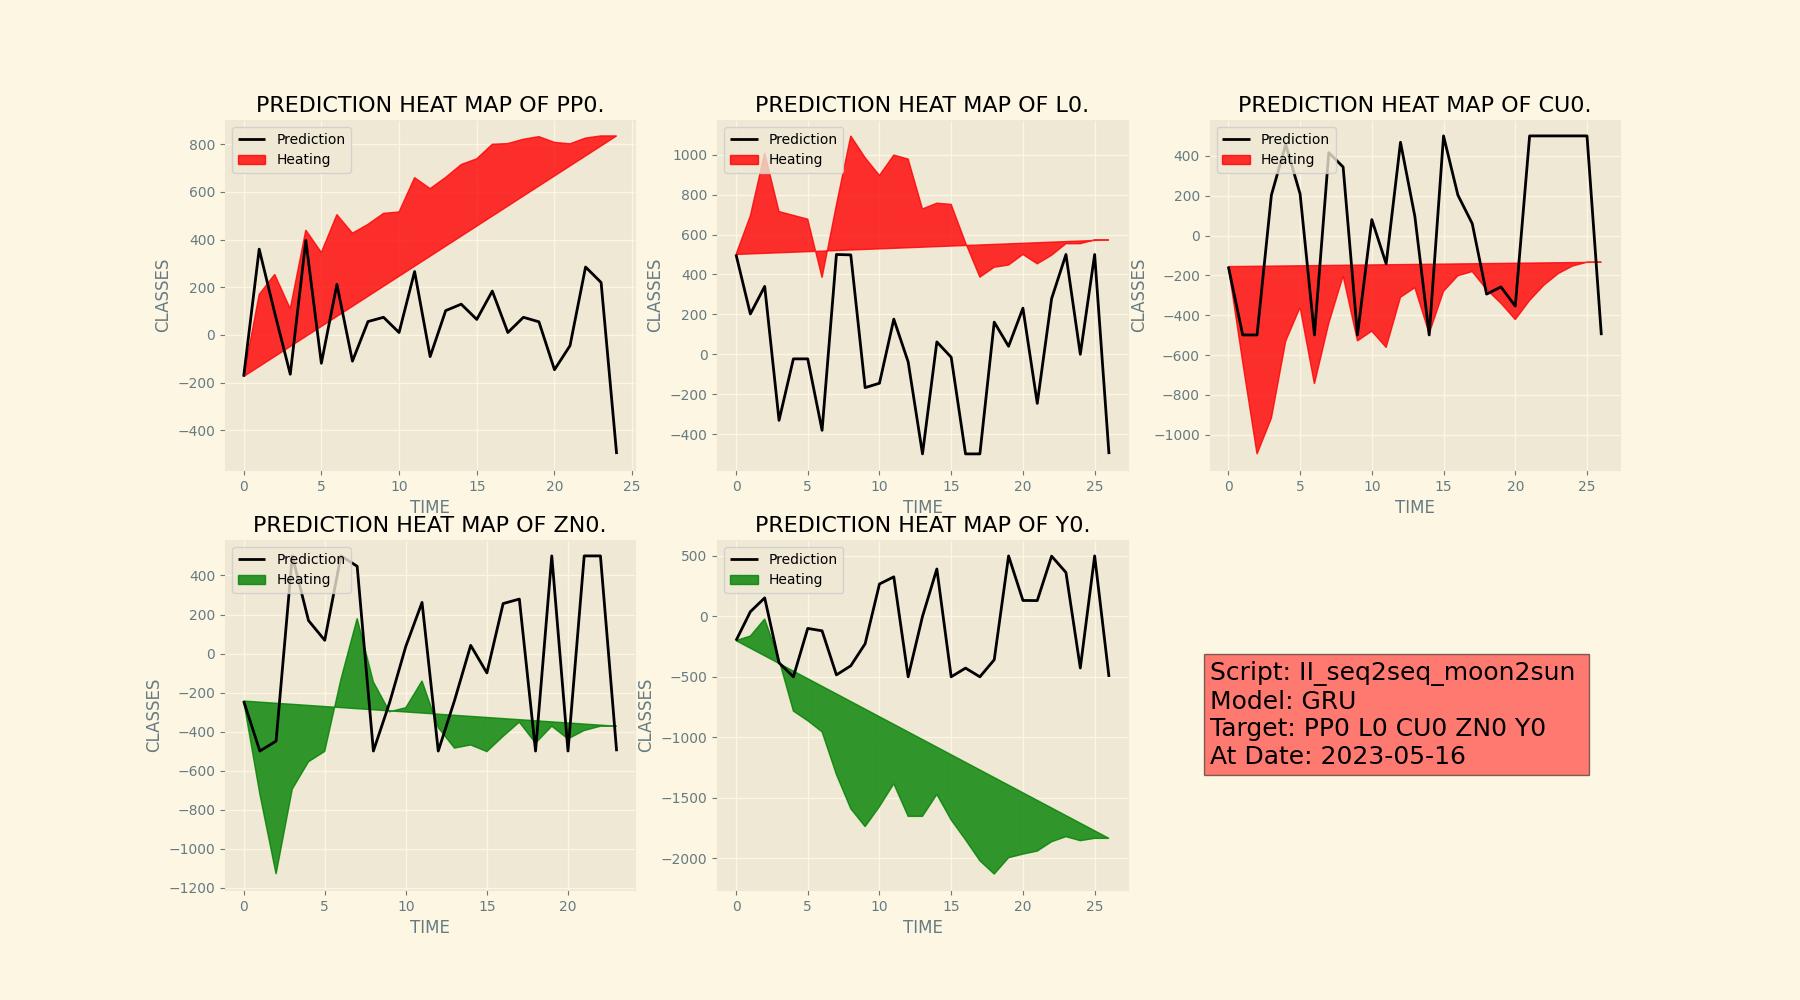 PREDICTION HEAT MAP OF PP0.
Prediction
Heating
800
600
400
200
0
−200
−400
CLASSES
0 5 10 15 20 25
TIME
PREDICTION HEAT MAP OF L0.
Prediction
Heating
1000
800
600
400
200
0
−200
−400
CLASSES
0 5 10 15 20 25
TIME
PREDICTION HEAT MAP OF CU0.
Prediction
Heating
400
200
0
−200
−400
−600
−800
−1000
CLASSES
0 5 10 15 20 25
TIME
PREDICTION HEAT MAP OF ZN0.
Prediction
Heating
400
200
0
−200
−400
−600
−800
−1000
−1200
CLASSES
0 5 10 15 20
TIME
PREDICTION HEAT MAP OF Y0.
Prediction
Heating
500
0
−500
−1000
−1500
−2000
CLASSES
0 5 10 15 20 25
TIME
Script: II_seq2seq_moon2sun
Model: GRU
Target: PP0 L0 CU0 ZN0 Y0
At Date: 2023-05-16